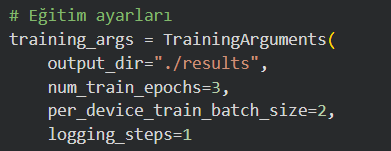 # Eğitim ayarları
training_args = TrainingArguments(
    output_dir="./results",
    num_train_epochs=3,
    per_device_train_batch_size=2,
    logging_steps=1